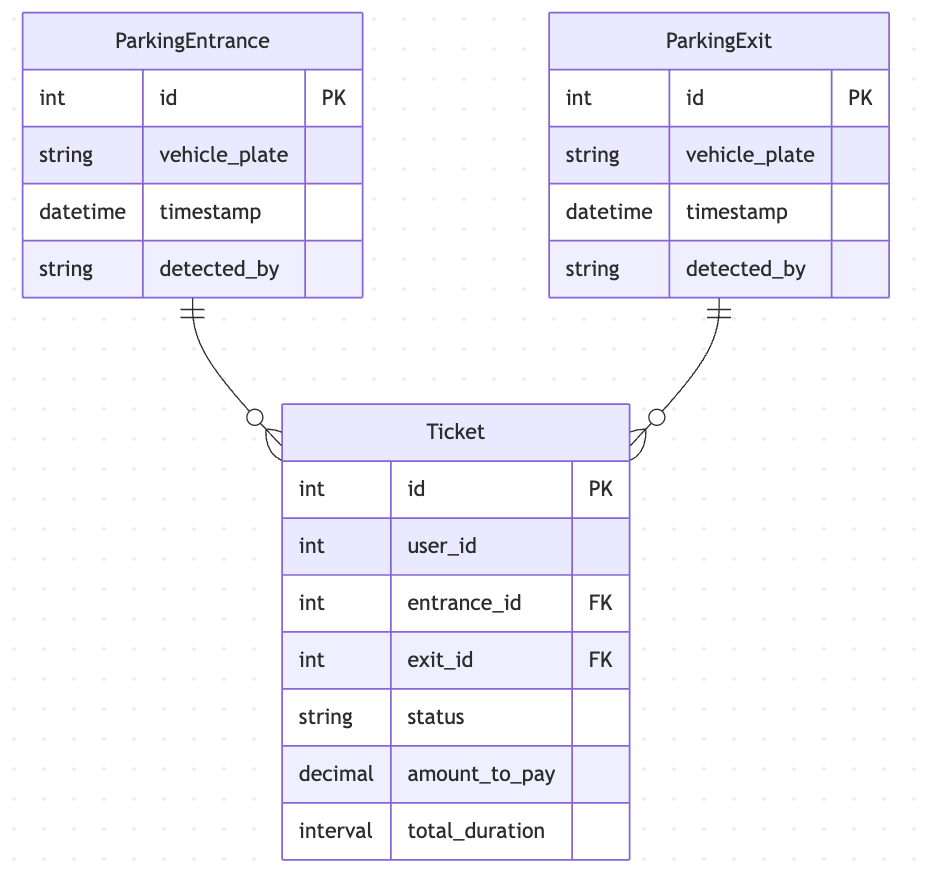 ParkingEntrance
int id PK
string vehicle_plate
datetime timestamp
string detected_by
ParkingExit
int id PK
string vehicle_plate
datetime timestamp
string detected_by
Ticket
int id PK
int user_id
int entrance_id FK
int exit_id FK
string status
decimal amount_to_pay
interval total_duration